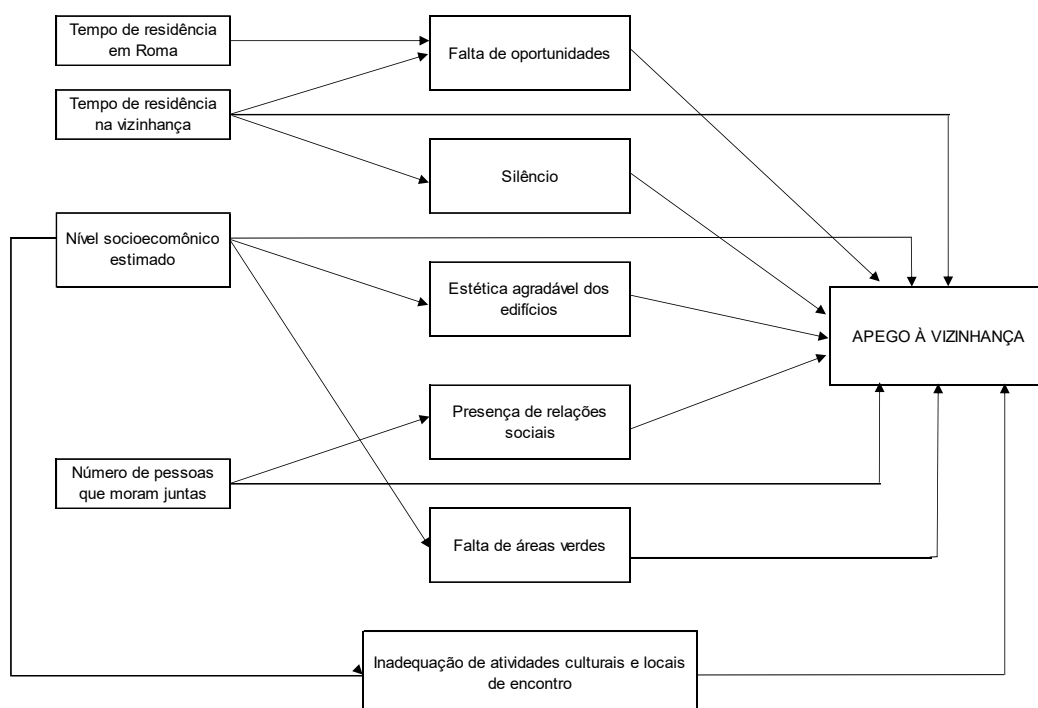 Tempo de residência
em Roma
Falta de oportunidades
Tempo de residência
na vizinhança
Silêncio
Nível socioecomônico
estimado
Estética agradável dos
edifícios
APEGO À VIZINHANÇA
Presença de relações
sociais
Número de pessoas
que moram juntas
Falta de áreas verdes
Inadequação de atividades culturais e locais
de encontro